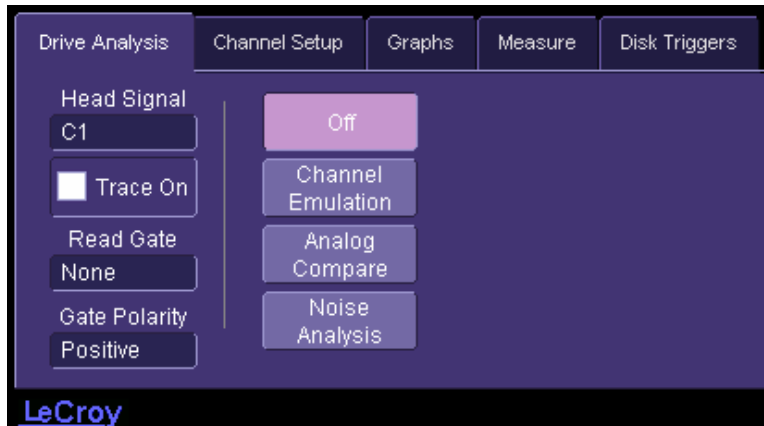 Drive Analysis
Channel Setup
Graphs
Measure
Disk Triggers
Head Signal
C1
Trace On
Read Gate
None
Gate Polarity
Positive
Off
Channel
Emulation
Analog
Compare
Noise
Analysis
LeCroy